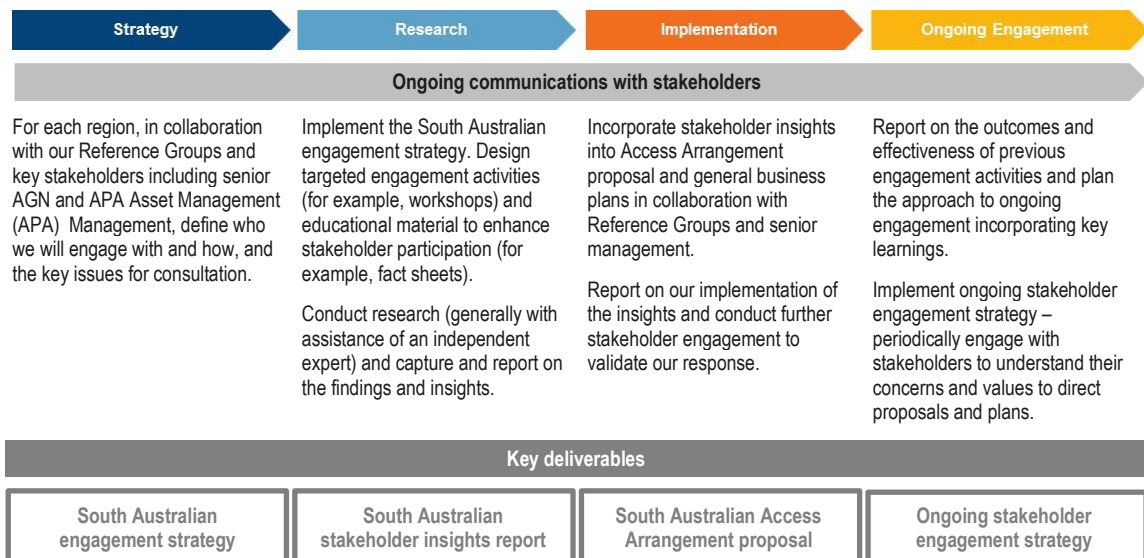 Strategy
Research
Implementation
Ongoing Engagement
Ongoing communications with stakeholders
For each region, in collaboration
with our Reference Groups and
key stakeholders including senior
AGN and APA Asset Management
(APA) Management, define who
we will engage with and how, and
the key issues for consultation.
Implement the South Australian
engagement strategy. Design
targeted engagement activities
(for example, workshops) and
educational material to enhance
stakeholder participation (for
example, fact sheets).
Conduct research (generally with
assistance of an independent
expert) and capture and report on
the findings and insights.
Incorporate stakeholder insights
into Access Arrangement
proposal and general business
plans in collaboration with
Reference Groups and senior
management.
Report on our implementation of
the insights and conduct further
stakeholder engagement to
validate our response.
Report on the outcomes and
effectiveness of previous
engagement activities and plan
the approach to ongoing
engagement incorporating key
learnings.
Implement ongoing stakeholder
engagement strategy –
periodically engage with
stakeholders to understand their
concerns and values to direct
proposals and plans.
Key deliverables
South Australian
engagement strategy
South Australian
stakeholder insights report
South Australian Access
Arrangement proposal
Ongoing stakeholder
engagement strategy